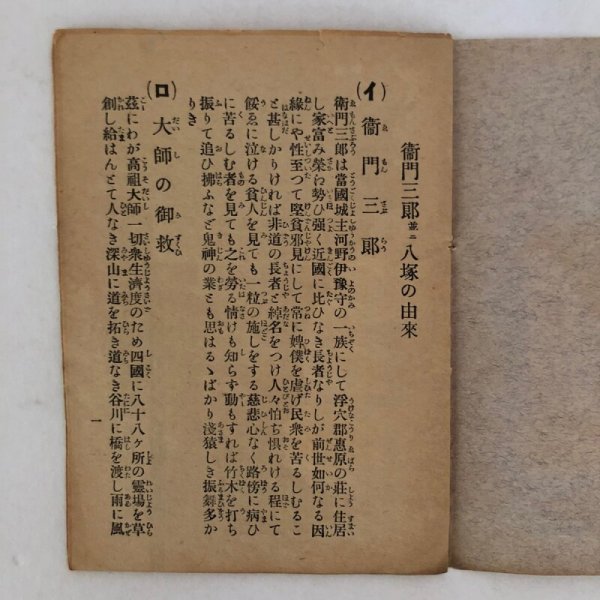 衞門三郎並ニ八塚の由來
(イ)衞門三郎
衞門三郎は當國城主河野伊豫守の一族にして浮穴郡惠原の莊に住居
し家富み榮ね勢ひ强く近國に比ひなき長者なりしが前世如何なる因
緣にや性至つて堅貧邪見にして常に婢僕を虐げ民衆を苦るしむるこ
と甚しかりければ非道の長者と綽名をつけ人々怕ぢ恨れける程にて
餒ゑに泣ける貧人を見ても一粒の施しをする慈悲心なく路傍に病ひ
に苦るしむ者を見ても之を勞る情けも知らず動もすれば竹木を打ち
振りて追ひ拂ふなど鬼神の業とも思はるゝばかり淺猿しき振舞多か
りき
(ロ)大師の御救
茲にわが高祖大師一切衆生濟度のため四國に八十八ヶ所の靈場を草
創し給はんとて人なき深山に道を拓き道なき谷川に橋を渡し雨に風
一